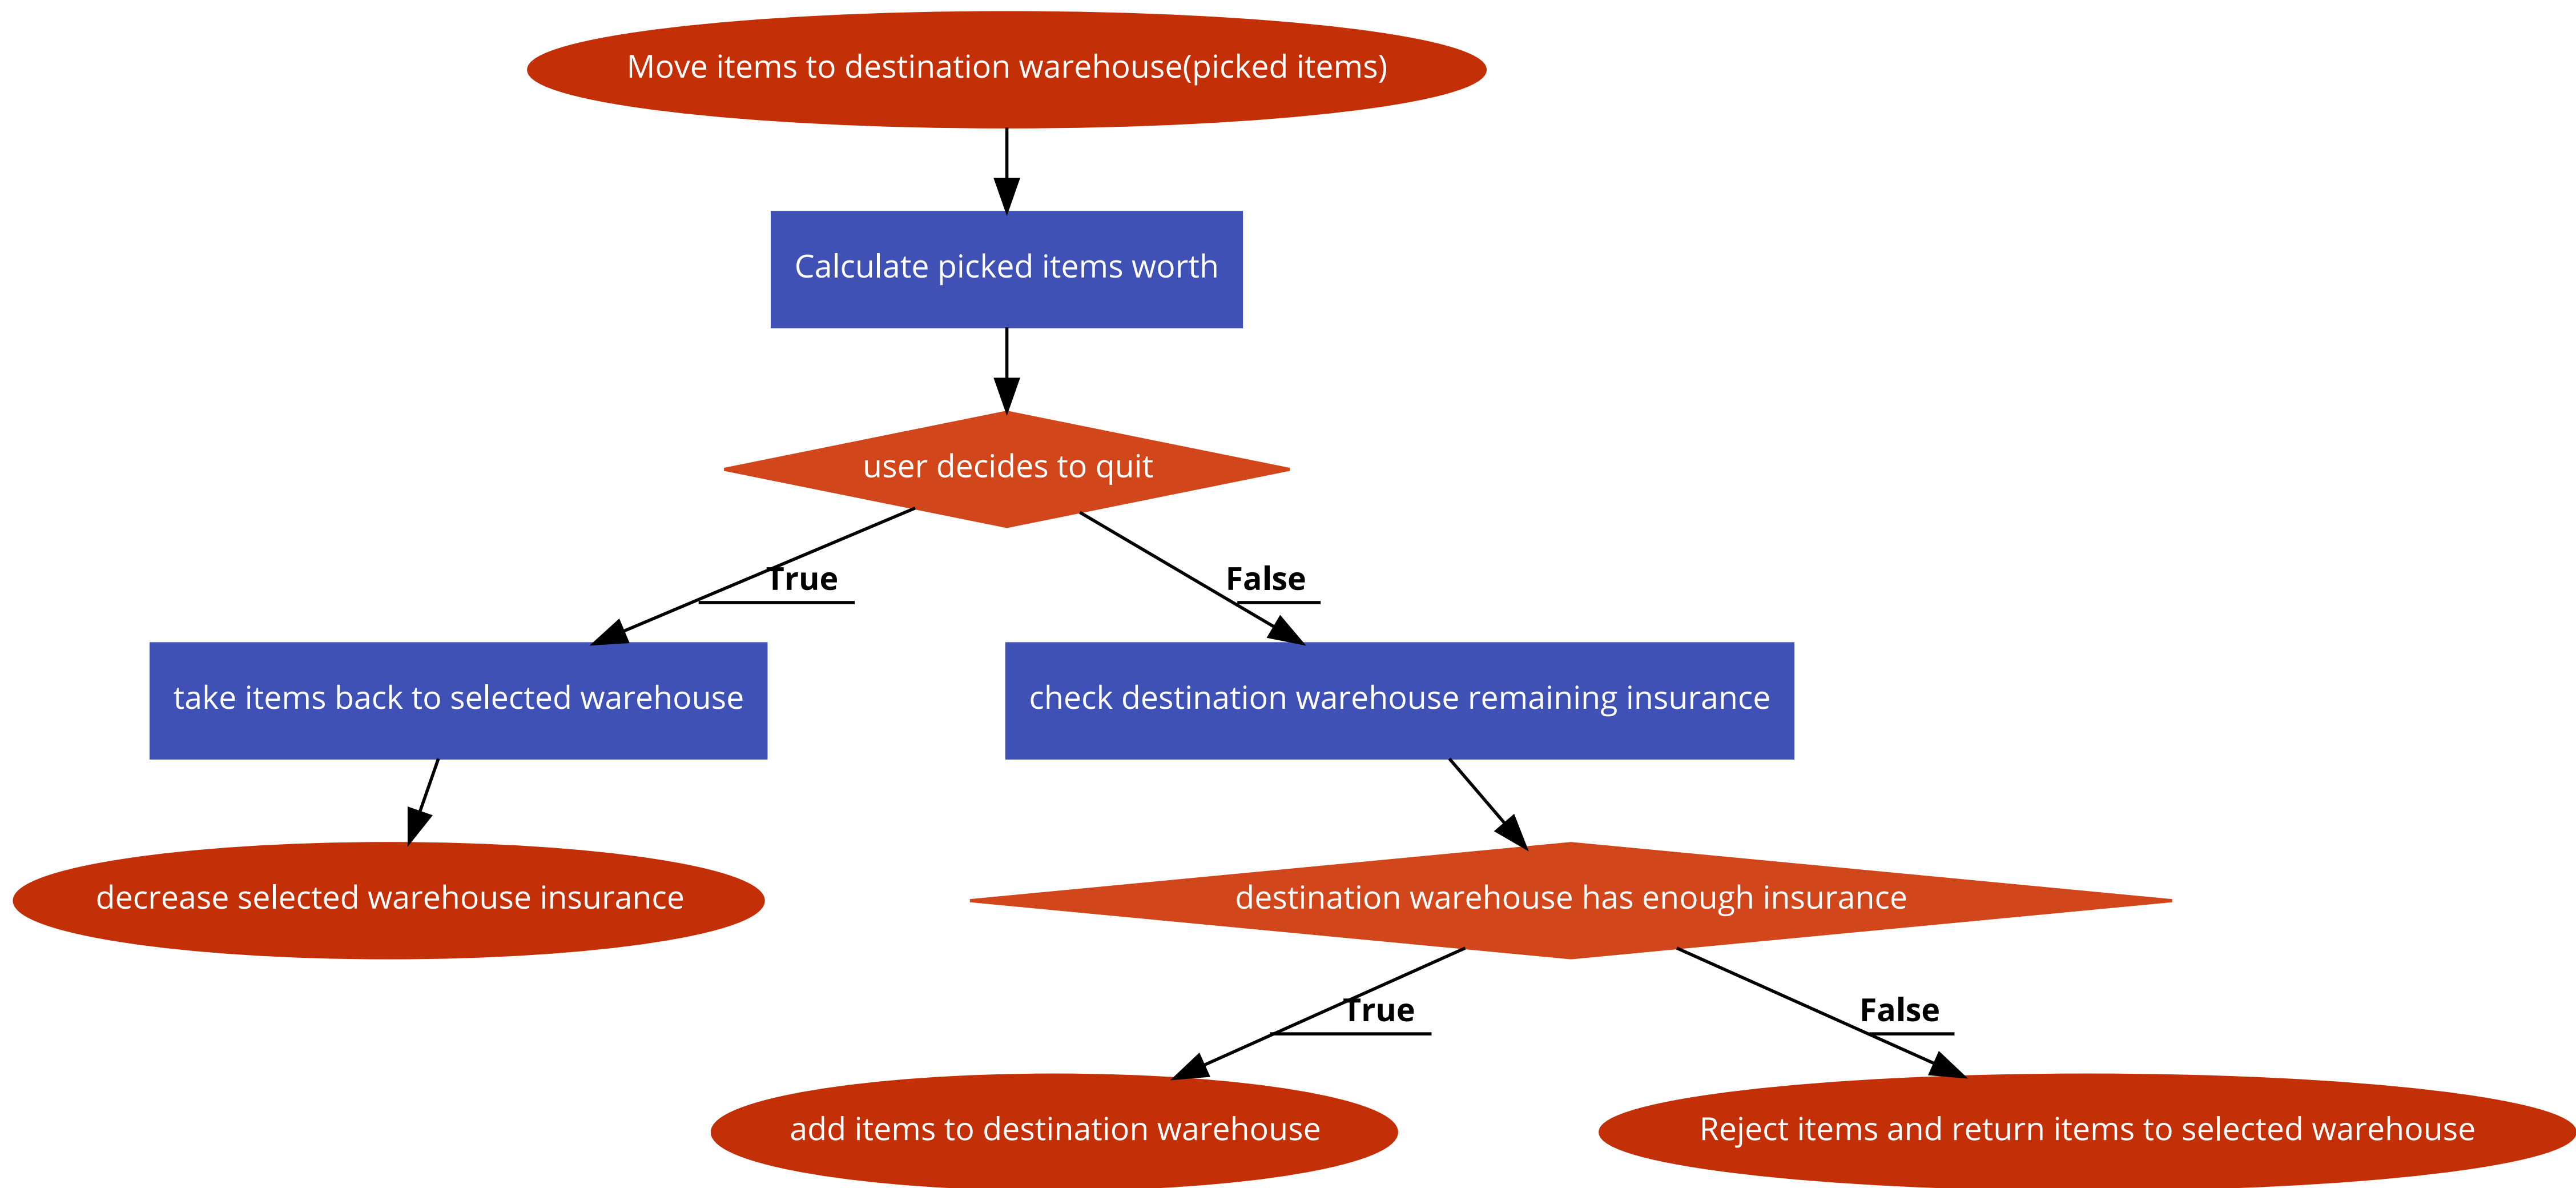 Move items to destination warehouse(picked items)
Calculate picked items worth
user decides to quit
True
False
take items back to selected warehouse
check destination warehouse remaining insurance
decrease selected warehouse insurance
destination warehouse has enough insurance
True
False
add items to destination warehouse
Reject items and return items to selected warehouse